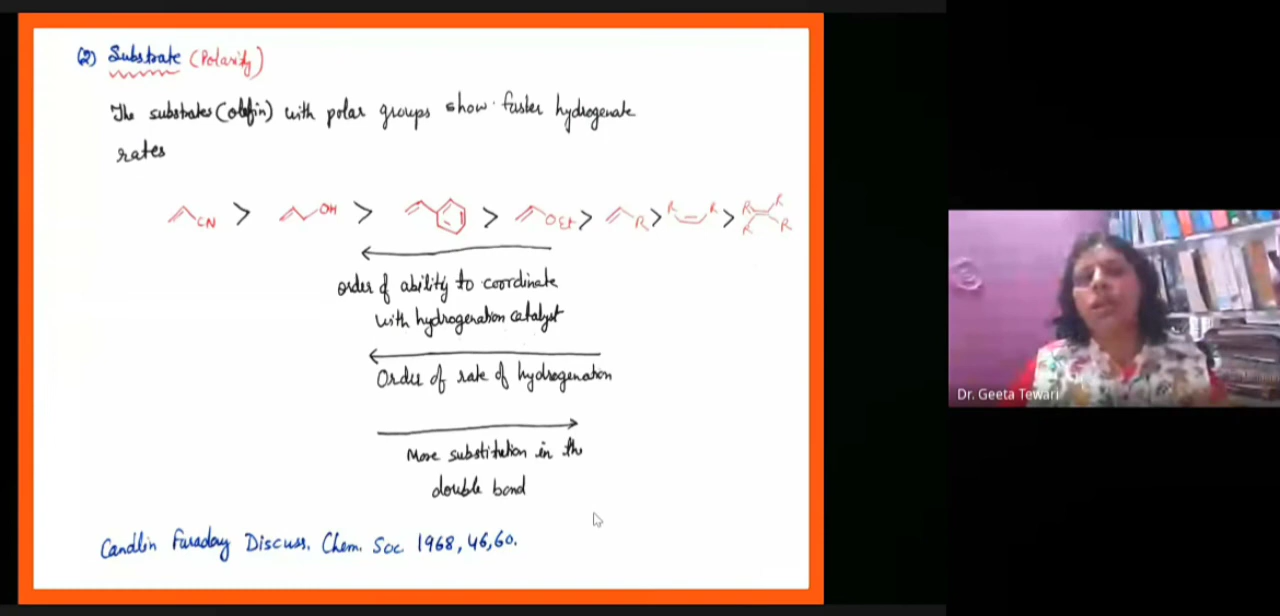 (2) Substrate (Polarity)
The substrates (olefin) with polar groups show faster hydrogenate
rates
CN > OH > > OEt > R > R R > R R R R
order of ability to coordinate
with hydrogenation catalyst
Order of rate of hydrogenation
More substitution in the
double bond
Candlin Faraday Discuss. Chem. Soc. 1968, 46, 60.
Dr. Geeta Tewari